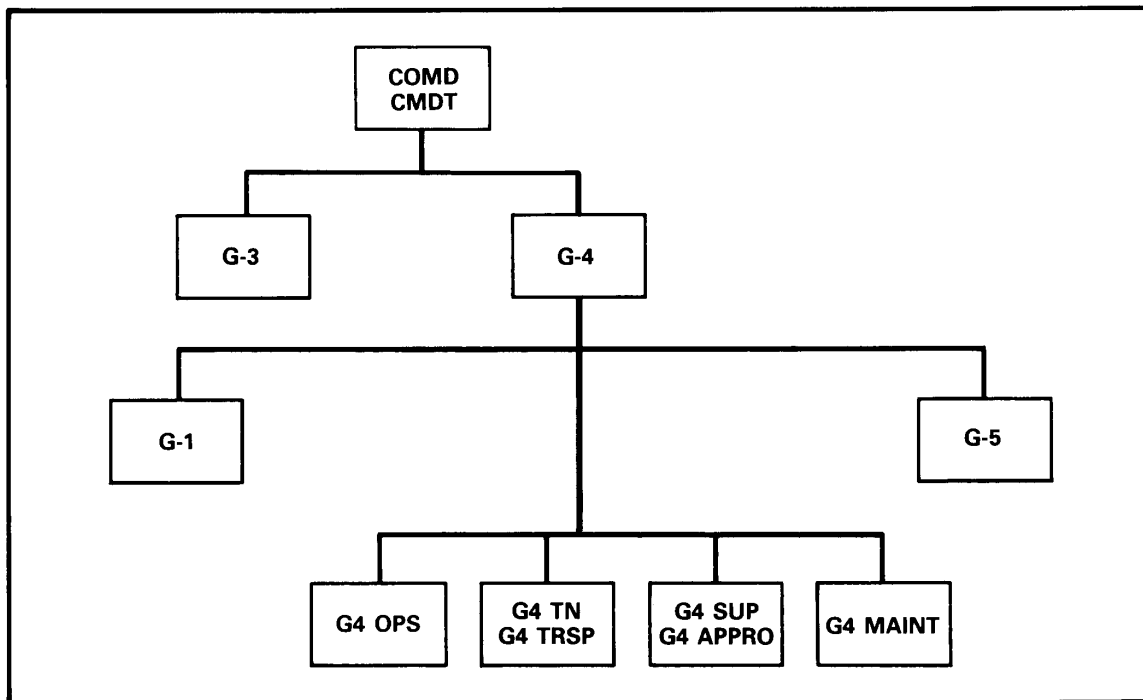 COMD
CMDT
G-3
G-4
G-1
G-5
G4 OPS
G4 TN
G4 TRSP
G4 SUP
G4 APPRO
G4 MAINT